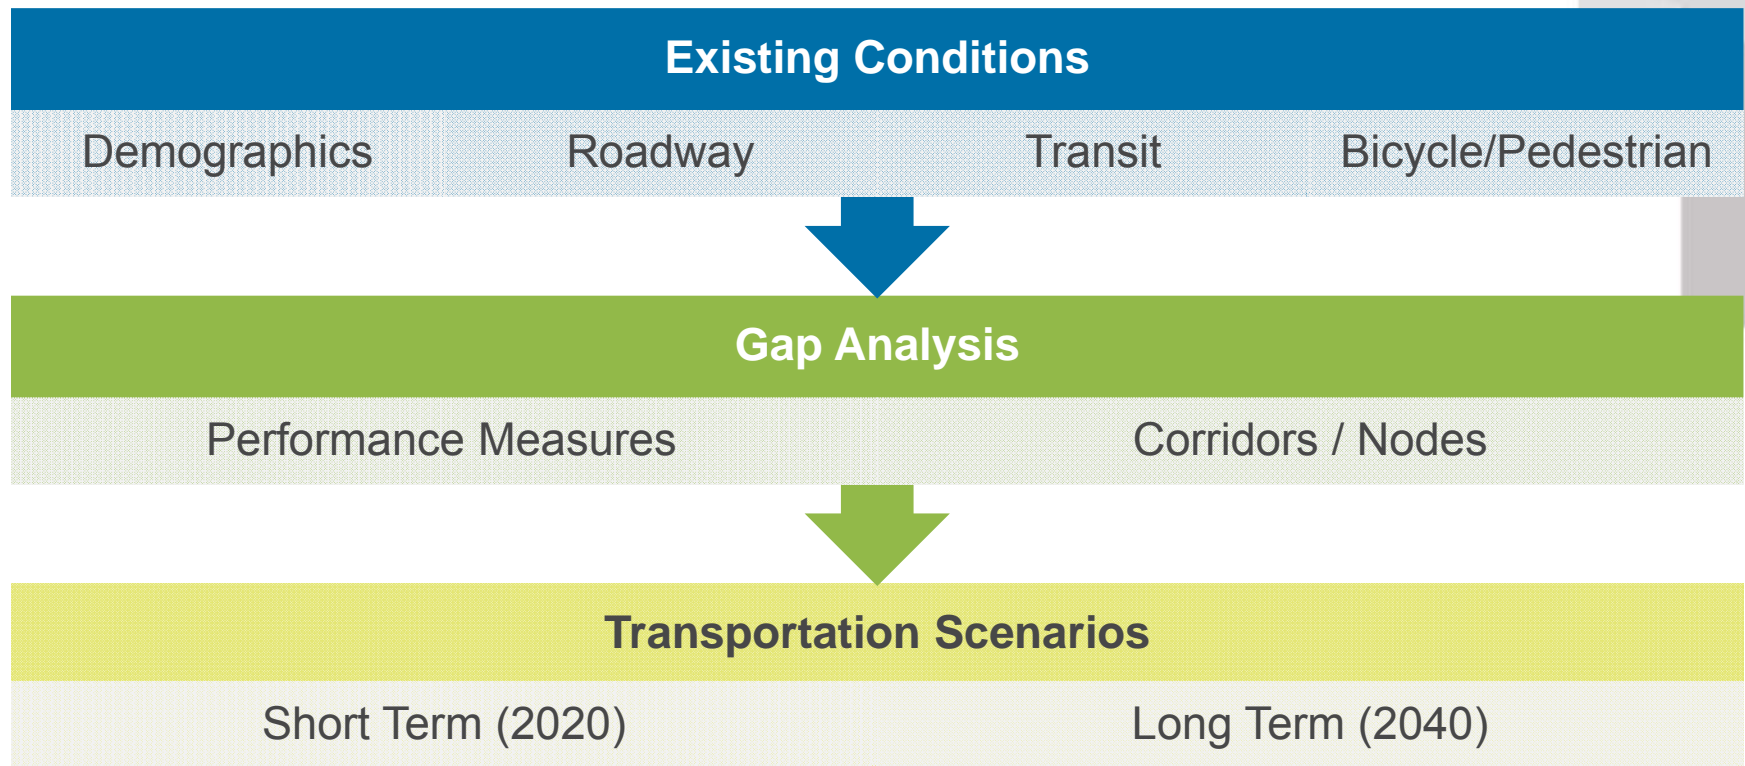 Existing Conditions
Demographics Roadway Transit Bicycle/Pedestrian
Gap Analysis
Performance Measures Corridors / Nodes
Transportation Scenarios
Short Term (2020) Long Term (2040)